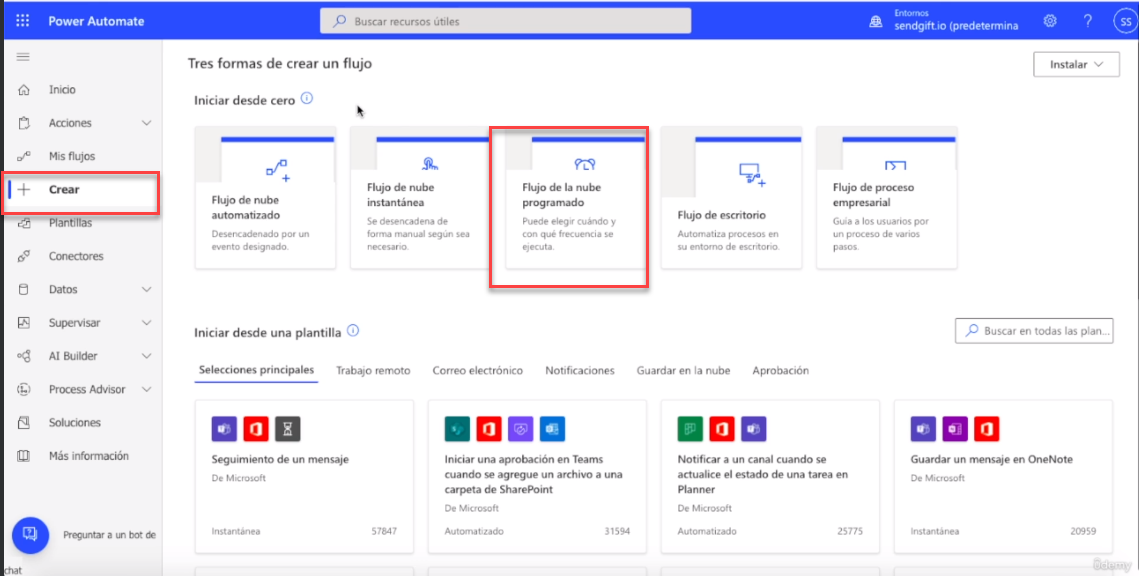 Power Automate
Buscar recursos útiles
Entornos
sendgift.io (predetermina
?
SS
Inicio
Acciones
Mis flujos
Crear
Plantillas
Conectores
Datos
Supervisar
AI Builder
Process Advisor
Soluciones
Más información
Preguntar a un bot de
chat
Tres formas de crear un flujo
Instalar
Iniciar desde cero
Flujo de nube
automatizado
Desencadenado por un
evento designado.
Flujo de nube
instantánea
Se desencadena de
forma manual según sea
necesario.
Flujo de la nube
programado
Puede elegir cuándo y
con qué frecuencia se
ejecuta.
Flujo de escritorio
Automatiza procesos en
su entorno de escritorio.
Flujo de proceso
empresarial
Guía a los usuarios por
un proceso de varios
pasos.
Iniciar desde una plantilla
Buscar en todas las plan...
Selecciones principales
Trabajo remoto
Correo electrónico
Notificaciones
Guardar en la nube
Aprobación
Seguimiento de un mensaje
De Microsoft
Instantánea
57847
Iniciar una aprobación en Teams
cuando se agregue un archivo a una
carpeta de SharePoint
De Microsoft
Automatizado
31594
Notificar a un canal cuando se
actualice el estado de una tarea en
Planner
De Microsoft
Automatizado
25775
Guardar un mensaje en OneNote
De Microsoft
Instantánea
20959
ûdemy